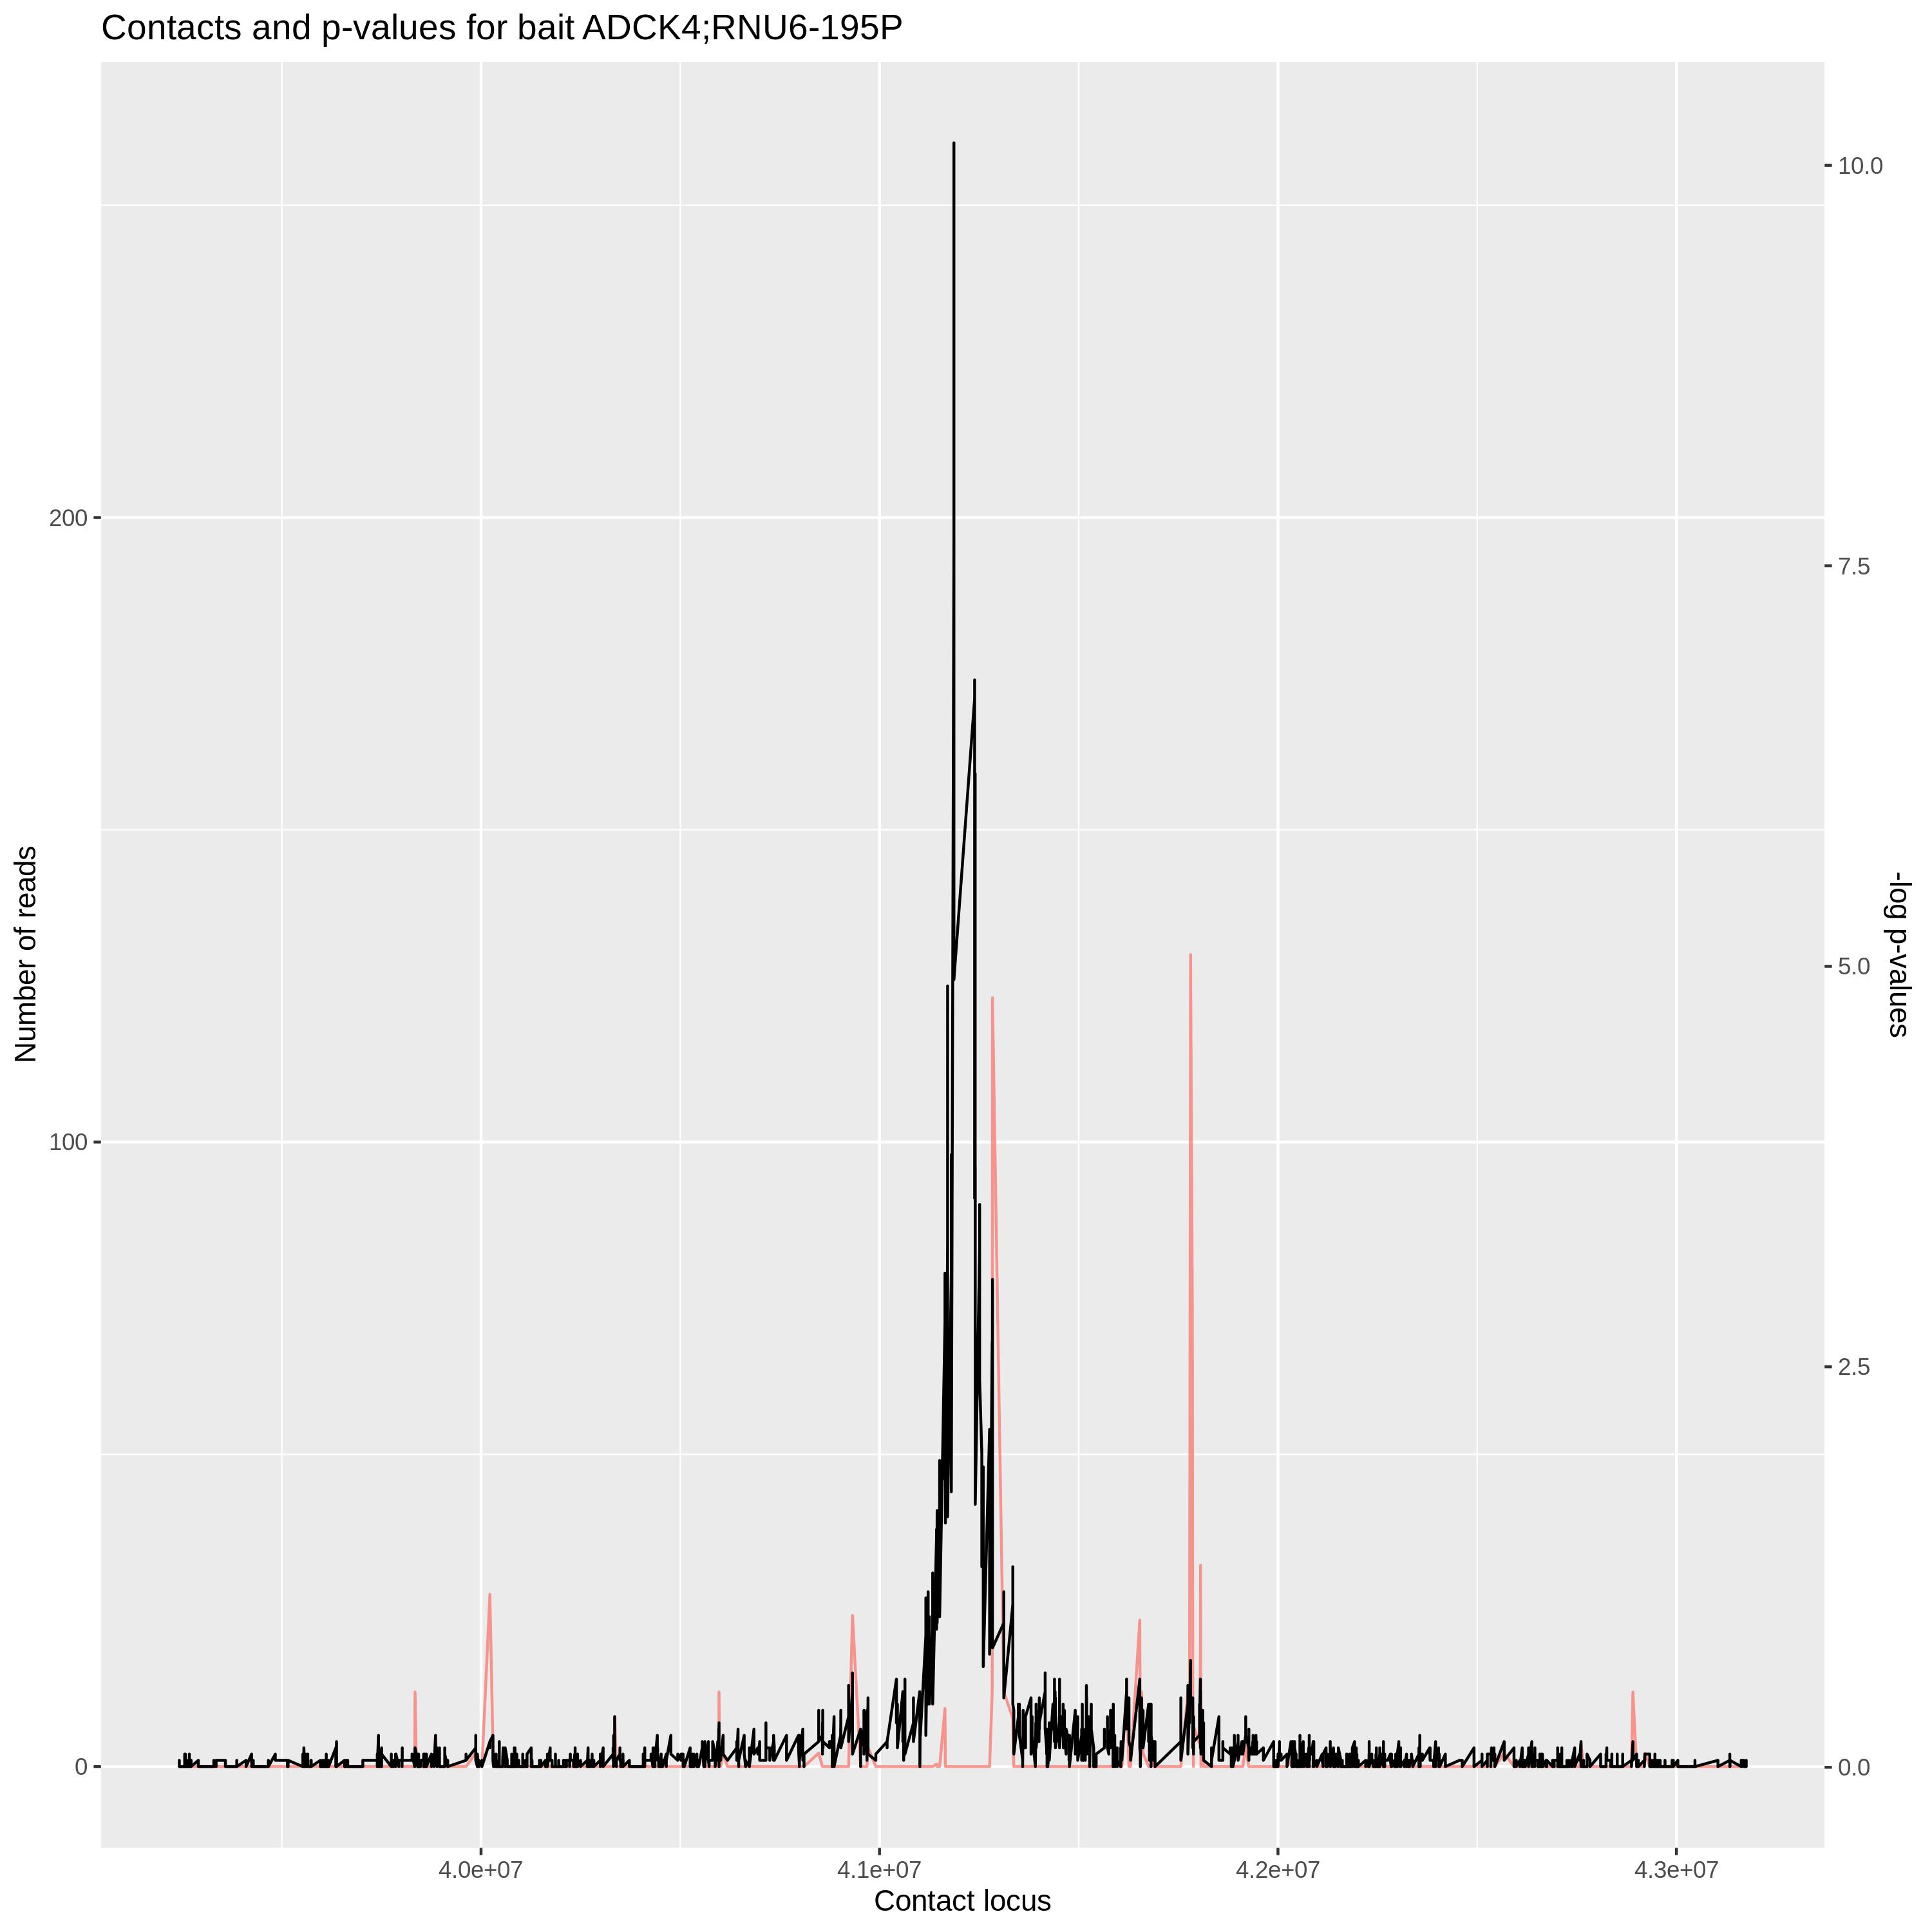 Contacts and p-values for bait ADCK4;RNU6-195P
Number of reads
200
100
0
10.0
7.5
5.0
2.5
0.0
-log p-values
4.0e+07
4.1e+07
4.2e+07
4.3e+07
Contact locus